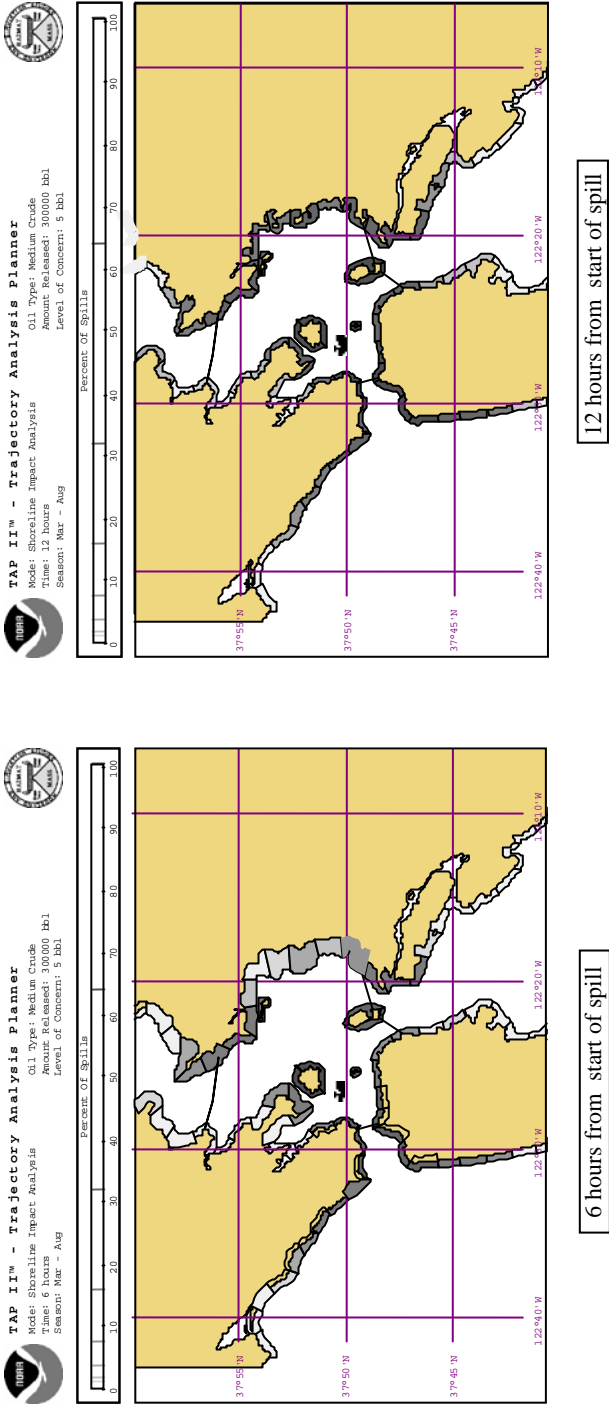 NOAA
TAP II™ - Trajectory Analysis Planner
Mode: Shoreline Impact Analysis Oil Type: Medium Crude
Time: 6 hours Amount Released: 300000 bbl
Season: Mar - Aug Level of Concern: 5 bbl
HAZMAT
Percent Of Spills
0 10 20 30 40 50 60 70 80 90 100
37°55'N
37°50'N
37°45'N
122°40'W 122°30'W 122°20'W 122°10'W
6 hours from start of spill
NOAA
TAP II™ - Trajectory Analysis Planner
Mode: Shoreline Impact Analysis Oil Type: Medium Crude
Time: 12 hours Amount Released: 300000 bbl
Season: Mar - Aug Level of Concern: 5 bbl
HAZMAT
Percent Of Spills
0 10 20 30 40 50 60 70 80 90 100
37°55'N
37°50'N
37°45'N
122°40'W 122°30'W 122°20'W 122°10'W
12 hours from start of spill